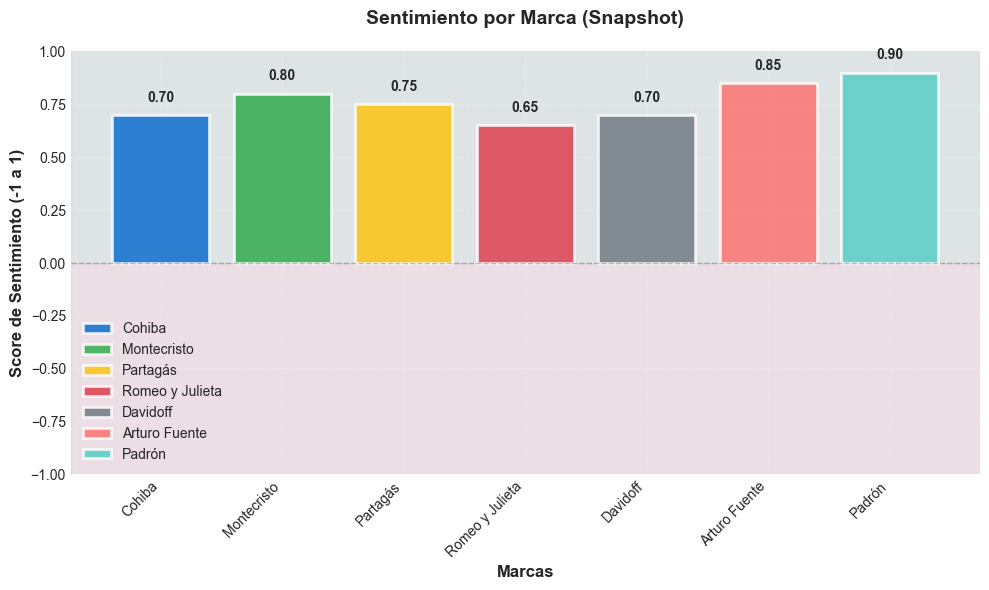 Sentimiento por Marca (Snapshot)
Score de Sentimiento (-1 a 1)
1.00
0.75
0.50
0.25
0.00
−0.25
−0.50
−0.75
−1.00
0.70
0.80
0.75
0.65
0.70
0.85
0.90
Cohiba
Montecristo
Partagás
Romeo y Julieta
Davidoff
Arturo Fuente
Padrón
Cohiba
Montecristo
Partagás
Romeo y Julieta
Davidoff
Arturo Fuente
Padrón
Marcas